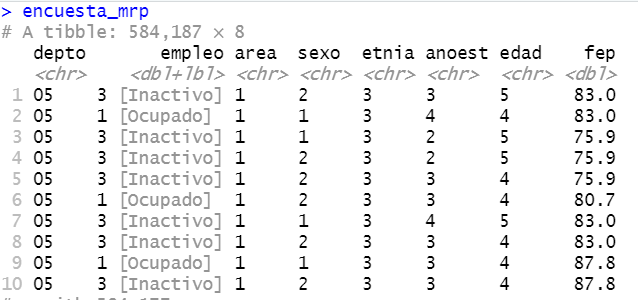 > encuesta_mrp
# A tibble: 584,187 × 8
depto empleo area sexo etnia anoest edad fep
<chr> <dbl+lbl> <chr> <chr> <chr> <chr> <chr> <dbl>
1 05 3 [Inactivo] 1 2 3 3 5 83.0
2 05 1 [Ocupado] 1 1 3 4 4 83.0
3 05 3 [Inactivo] 1 1 3 2 5 75.9
4 05 3 [Inactivo] 1 2 3 2 5 75.9
5 05 3 [Inactivo] 1 2 3 3 4 75.9
6 05 1 [Ocupado] 1 2 3 3 4 80.7
7 05 3 [Inactivo] 1 1 3 4 5 83.0
8 05 3 [Inactivo] 1 2 3 3 4 83.0
9 05 1 [Ocupado] 1 1 3 3 4 87.8
10 05 3 [Inactivo] 1 2 3 3 4 87.8